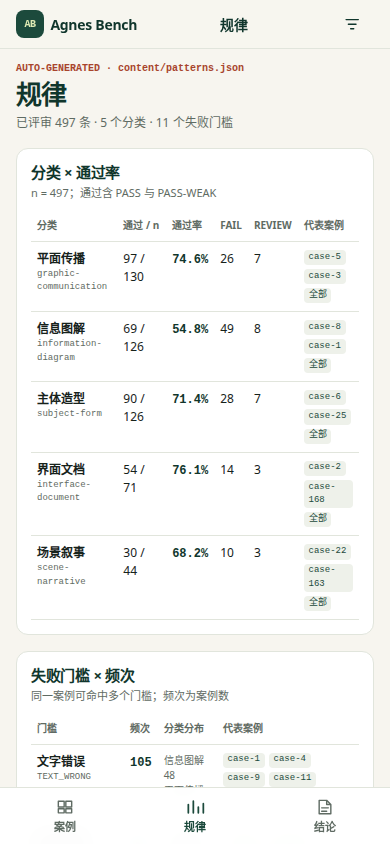 AB Agnes Bench 规律
AUTO-GENERATED · content/patterns.json
规律
已评审 497 条 · 5 个分类 · 11 个失败门槛
分类 × 通过率
n = 497；通过含 PASS 与 PASS-WEAK
分类 通过 / n 通过率 FAIL REVIEW 代表案例
平面传播 97 / 74.6% 26 7 case-5
graphic- 130 case-3
communication 全部
信息图解 69 / 54.8% 49 8 case-8
information- 126 case-1
diagram 全部
主体造型 90 / 71.4% 28 7 case-6
subject-form 126 case-25
全部
界面文档 54 / 76.1% 14 3 case-2
interface- 71 case-
document 168
全部
场景叙事 30 / 68.2% 10 3 case-22
scene- 44 case-
narrative 163
全部
失败门槛 × 频次
同一案例可命中多个门槛；频次为案例数
门槛 频次 分类分布 代表案例
文字错误 105 信息图解 case-1 case-4
TEXT_WRONG 48 case-9 case-11
案例 规律 结论